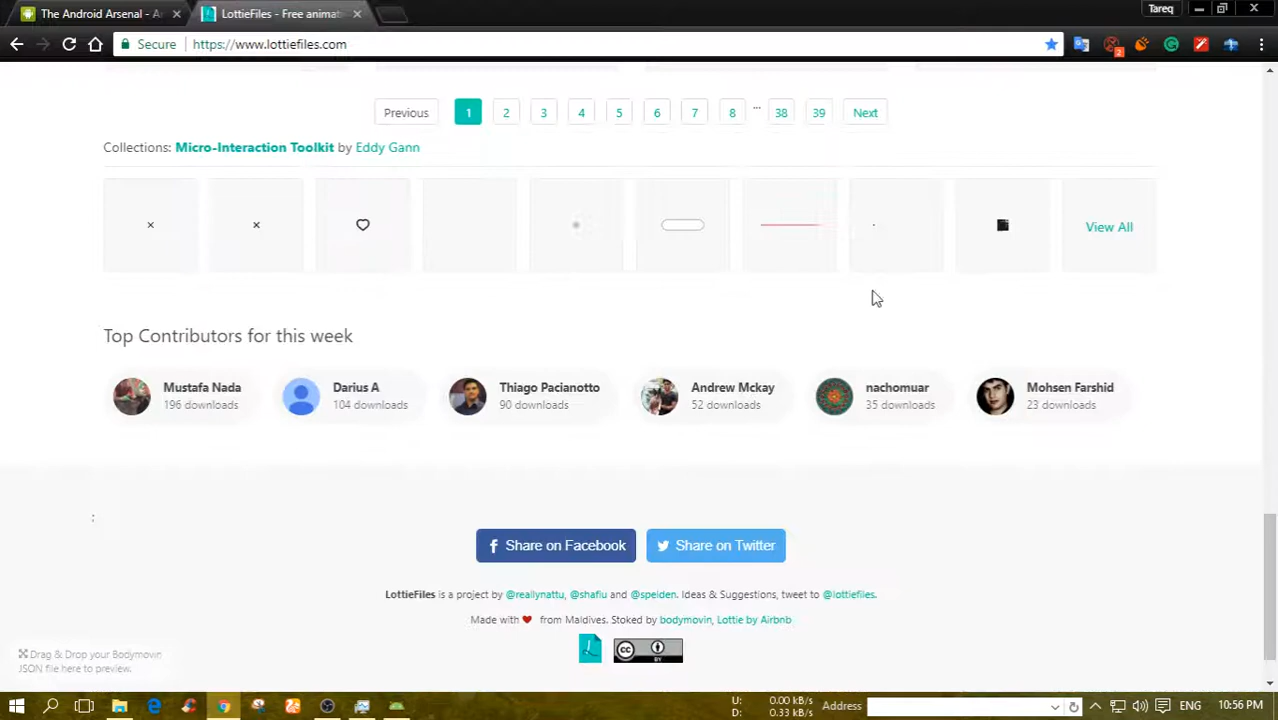 The Android Arsenal - A
LottieFiles - Free animat
Tareq
Secure
https://www.lottiefiles.com
2
Previous 1 2 3 4 5 6 7 8 ... 38 39 Next
Collections: Micro-Interaction Toolkit by Eddy Gann
View All
Top Contributors for this week
Mustafa Nada
196 downloads
Darius A
104 downloads
Thiago Pacianotto
90 downloads
Andrew Mckay
52 downloads
nachomuar
35 downloads
Mohsen Farshid
23 downloads
:
Share on Facebook
Share on Twitter
LottieFiles is a project by @reallynattu, @shafiu and @speiden. Ideas & Suggestions, tweet to @lottiefiles.
Made with ❤ from Maldives. Stoked by bodymovin, Lottie by Airbnb
cc BY
Drag & Drop your Bodymovin
JSON file here to preview.
U: 0.00 kB/s
D: 0.33 kB/s
Address
ENG
10:56 PM